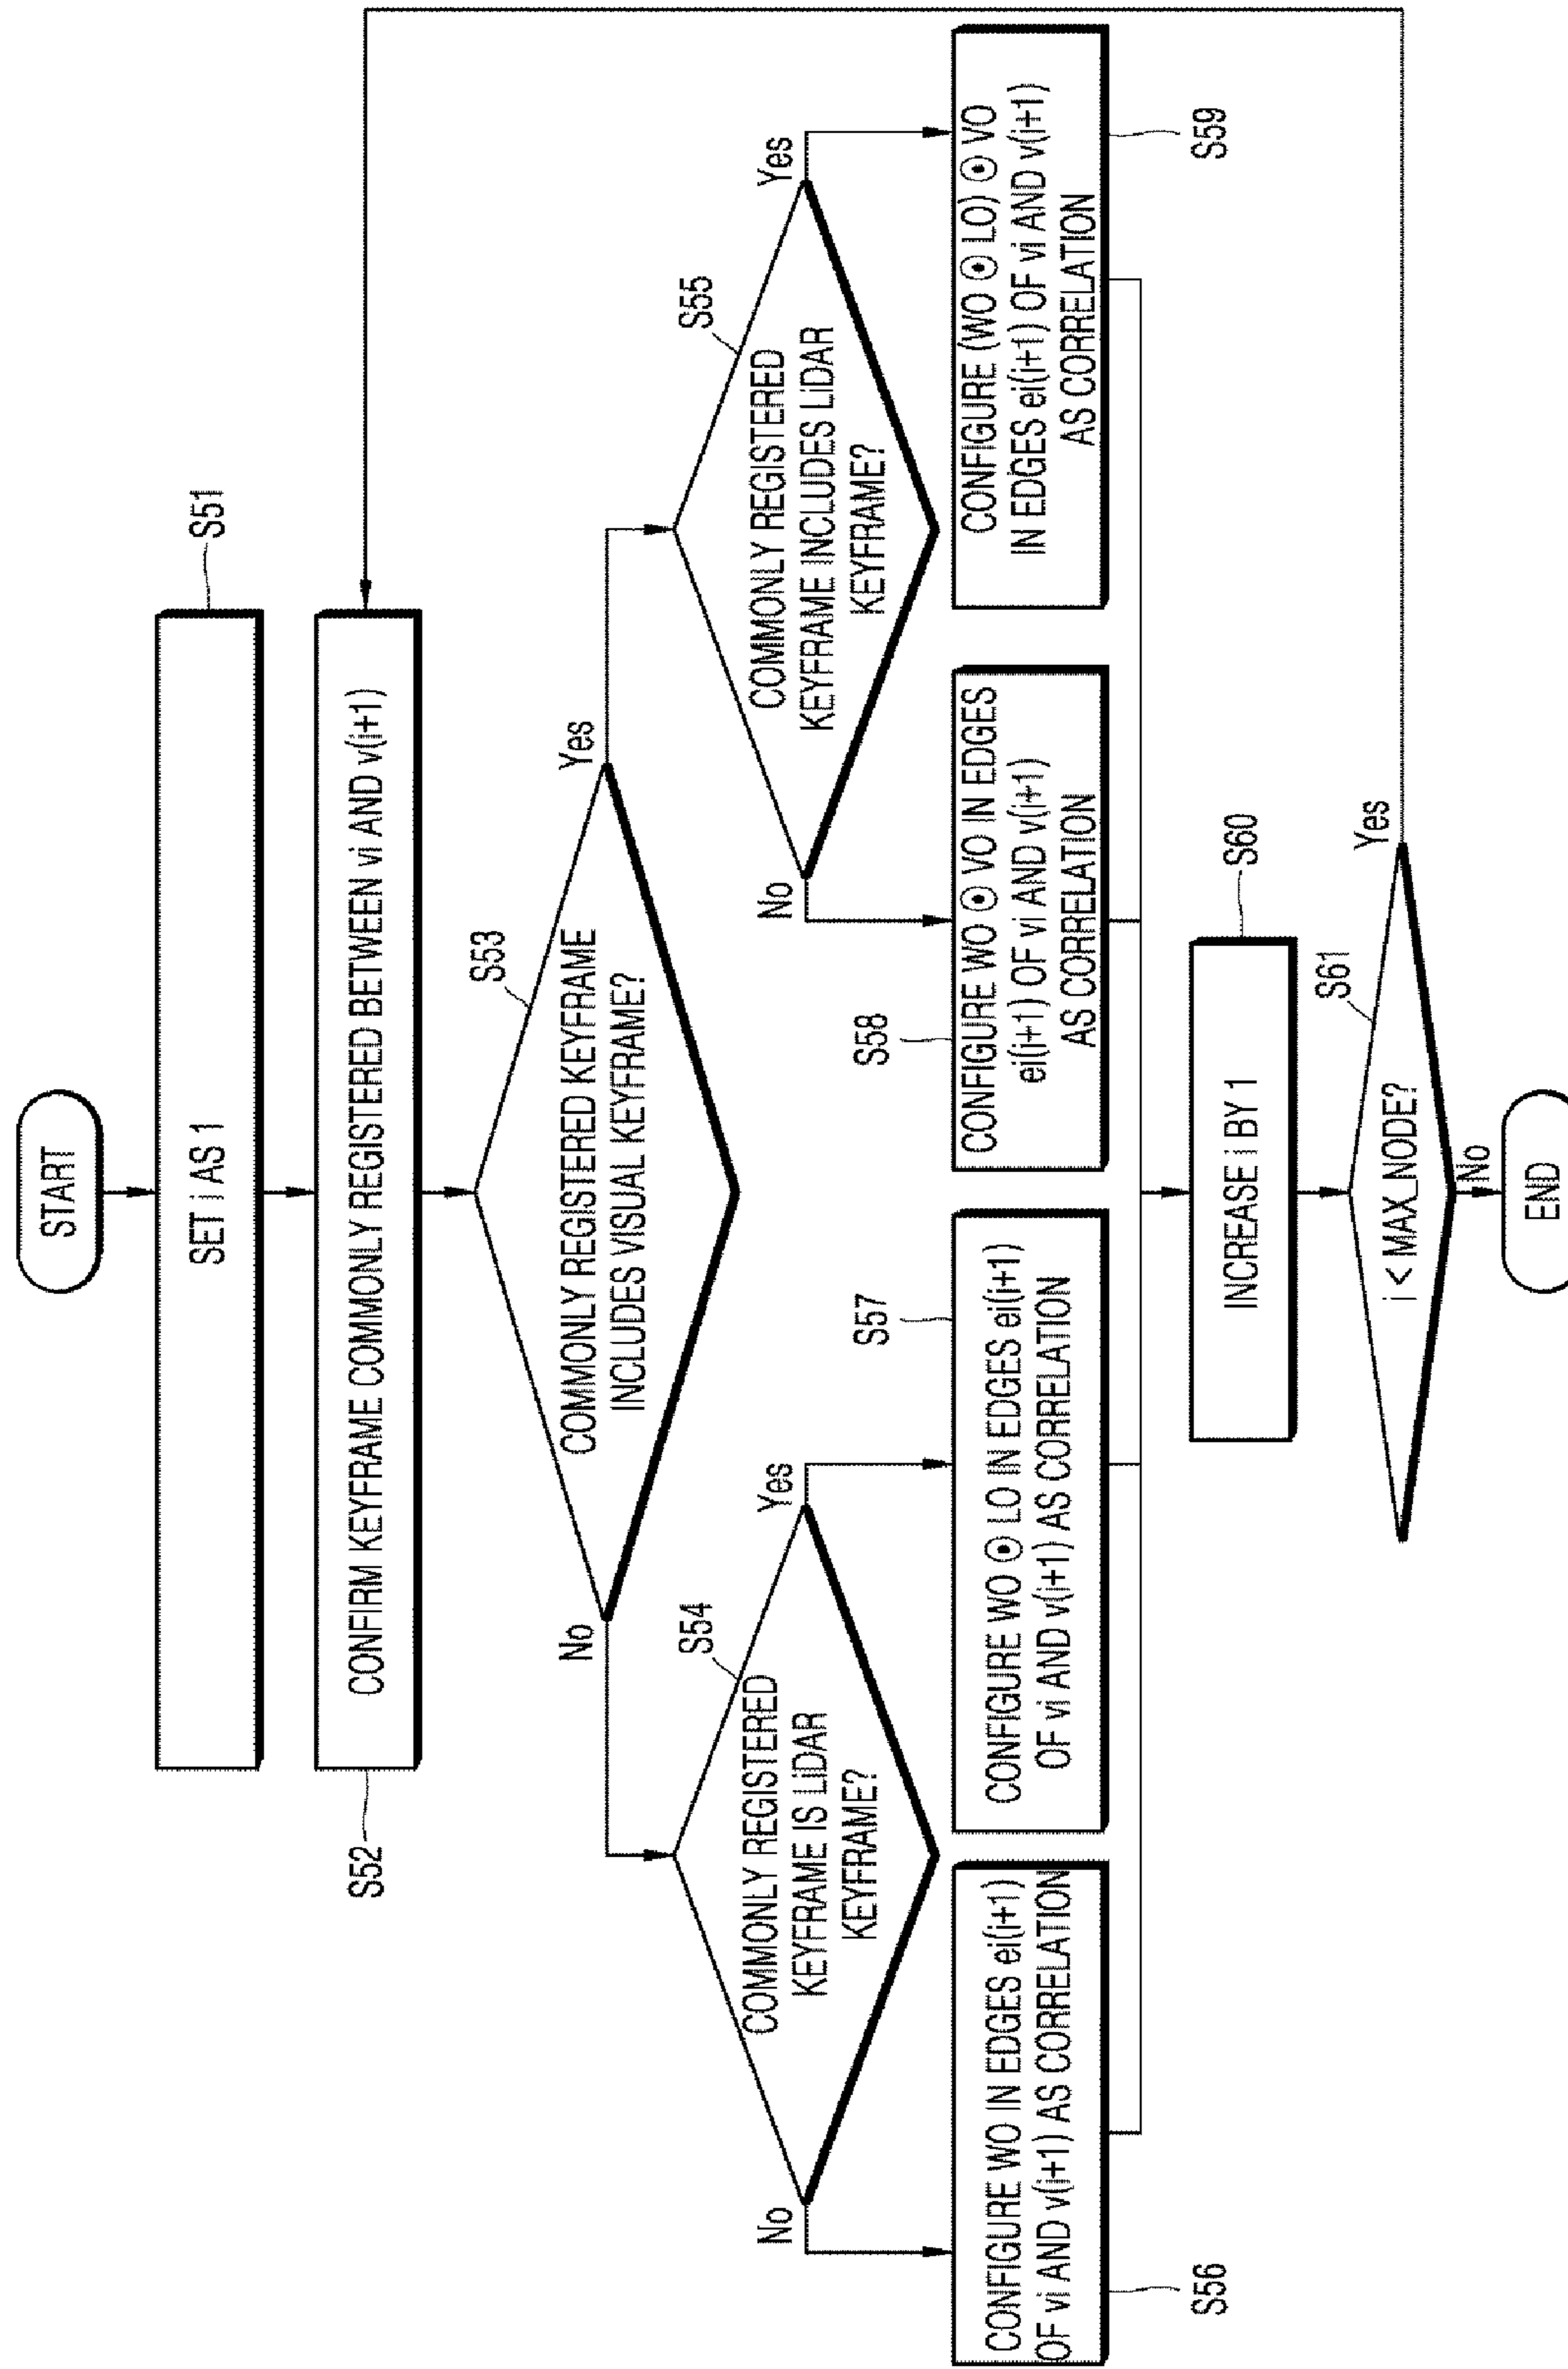 START
SET i AS 1
S51
CONFIRM KEYFRAME COMMONLY REGISTERED BETWEEN vi AND v(i+1)
S52
S53
COMMONLY REGISTERED KEYFRAME
INCLUDES VISUAL KEYFRAME?
No
Yes
S54
COMMONLY REGISTERED
KEYFRAME IS LiDAR
KEYFRAME?
No
Yes
S55
COMMONLY REGISTERED
KEYFRAME INCLUDES LiDAR
KEYFRAME?
No
Yes
CONFIGURE WO IN EDGES ei(i+1)
OF vi AND v(i+1) AS CORRELATION
S56
S57
CONFIGURE WO ⊙ LO IN EDGES ei(i+1)
OF vi AND v(i+1) AS CORRELATION
S58
CONFIGURE WO ⊙ VO IN EDGES
ei(i+1) OF vi AND v(i+1)
AS CORRELATION
CONFIGURE (WO ⊙ LO) ⊙ VO
IN EDGES ei(i+1) OF vi AND v(i+1)
AS CORRELATION
S59
INCREASE i BY 1
S60
S61
i < MAX_NODE?
Yes
No
END